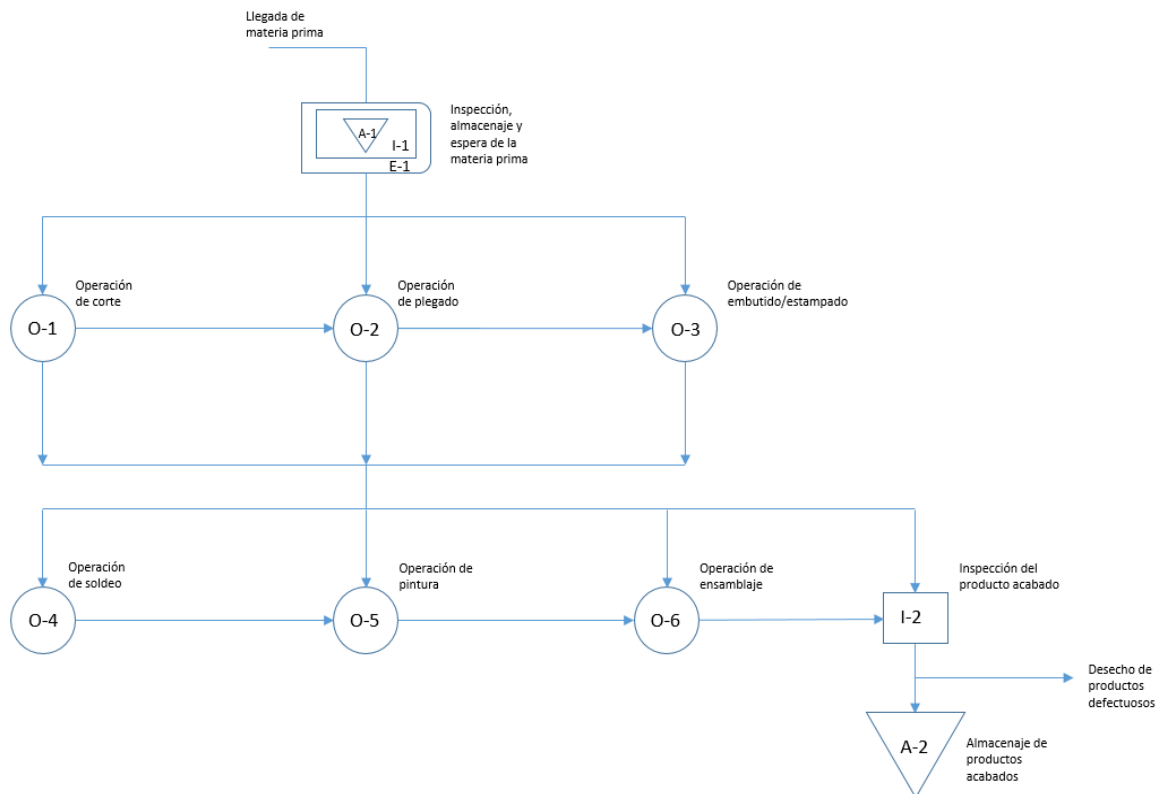 Llegada de
materia prima
A-1
I-1
E-1
Inspección,
almacenaje y
espera de la
materia prima
Operación
de corte
O-1
Operación
de plegado
O-2
Operación de
embutido/estampado
O-3
Operación
de soldeo
O-4
Operación de
pintura
O-5
Operación de
ensamblaje
O-6
Inspección del
producto acabado
I-2
Desecho de
productos
defectuosos
A-2
Almacenaje de
productos
acabados